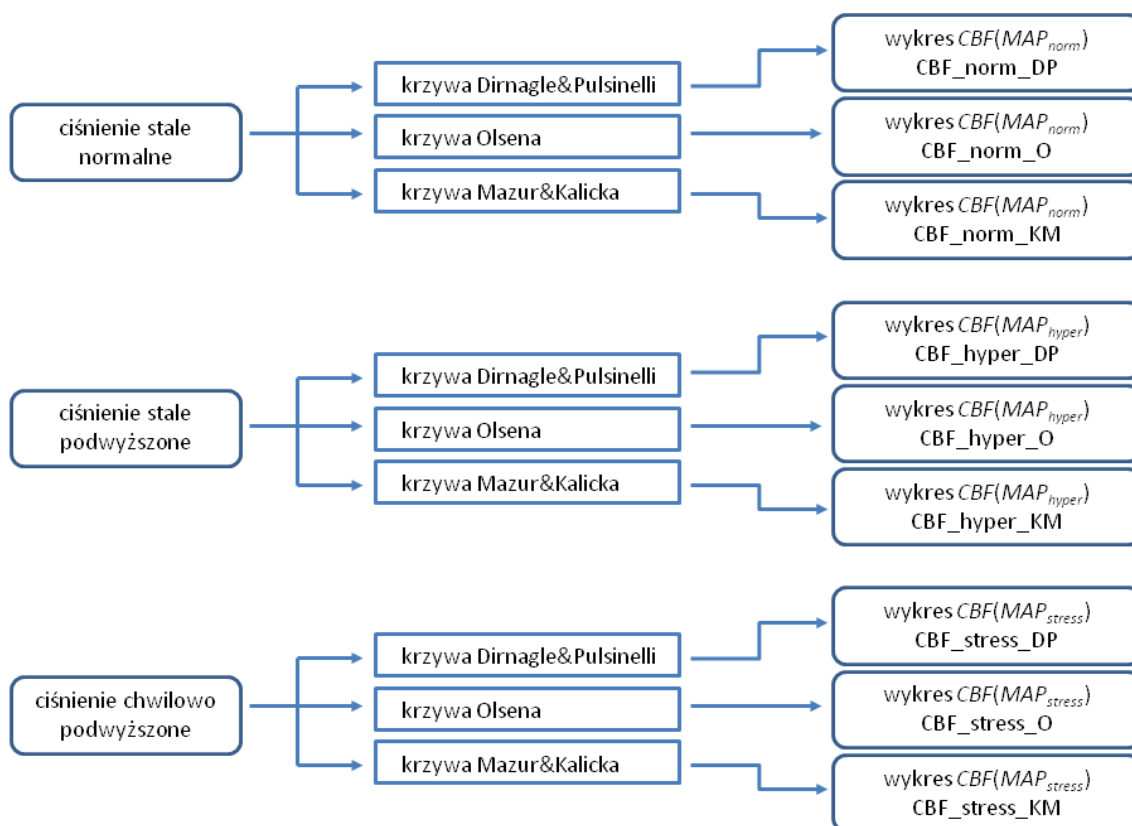 ciśnienie stale
normalne
krzywa Dirnagle&Pulsinelli
krzywa Olsena
krzywa Mazur&Kalicka
wykres CBF(MAPnorm)
CBF_norm_DP
wykres CBF(MAPnorm)
CBF_norm_O
wykres CBF(MAPnorm)
CBF_norm_KM
ciśnienie stale
podwyższone
krzywa Dirnagle&Pulsinelli
krzywa Olsena
krzywa Mazur&Kalicka
wykres CBF(MAPhyper)
CBF_hyper_DP
wykres CBF(MAPhyper)
CBF_hyper_O
wykres CBF(MAPhyper)
CBF_hyper_KM
ciśnienie chwilowo
podwyższone
krzywa Dirnagle&Pulsinelli
krzywa Olsena
krzywa Mazur&Kalicka
wykres CBF(MAPstress)
CBF_stress_DP
wykres CBF(MAPstress)
CBF_stress_O
wykres CBF(MAPstress)
CBF_stress_KM